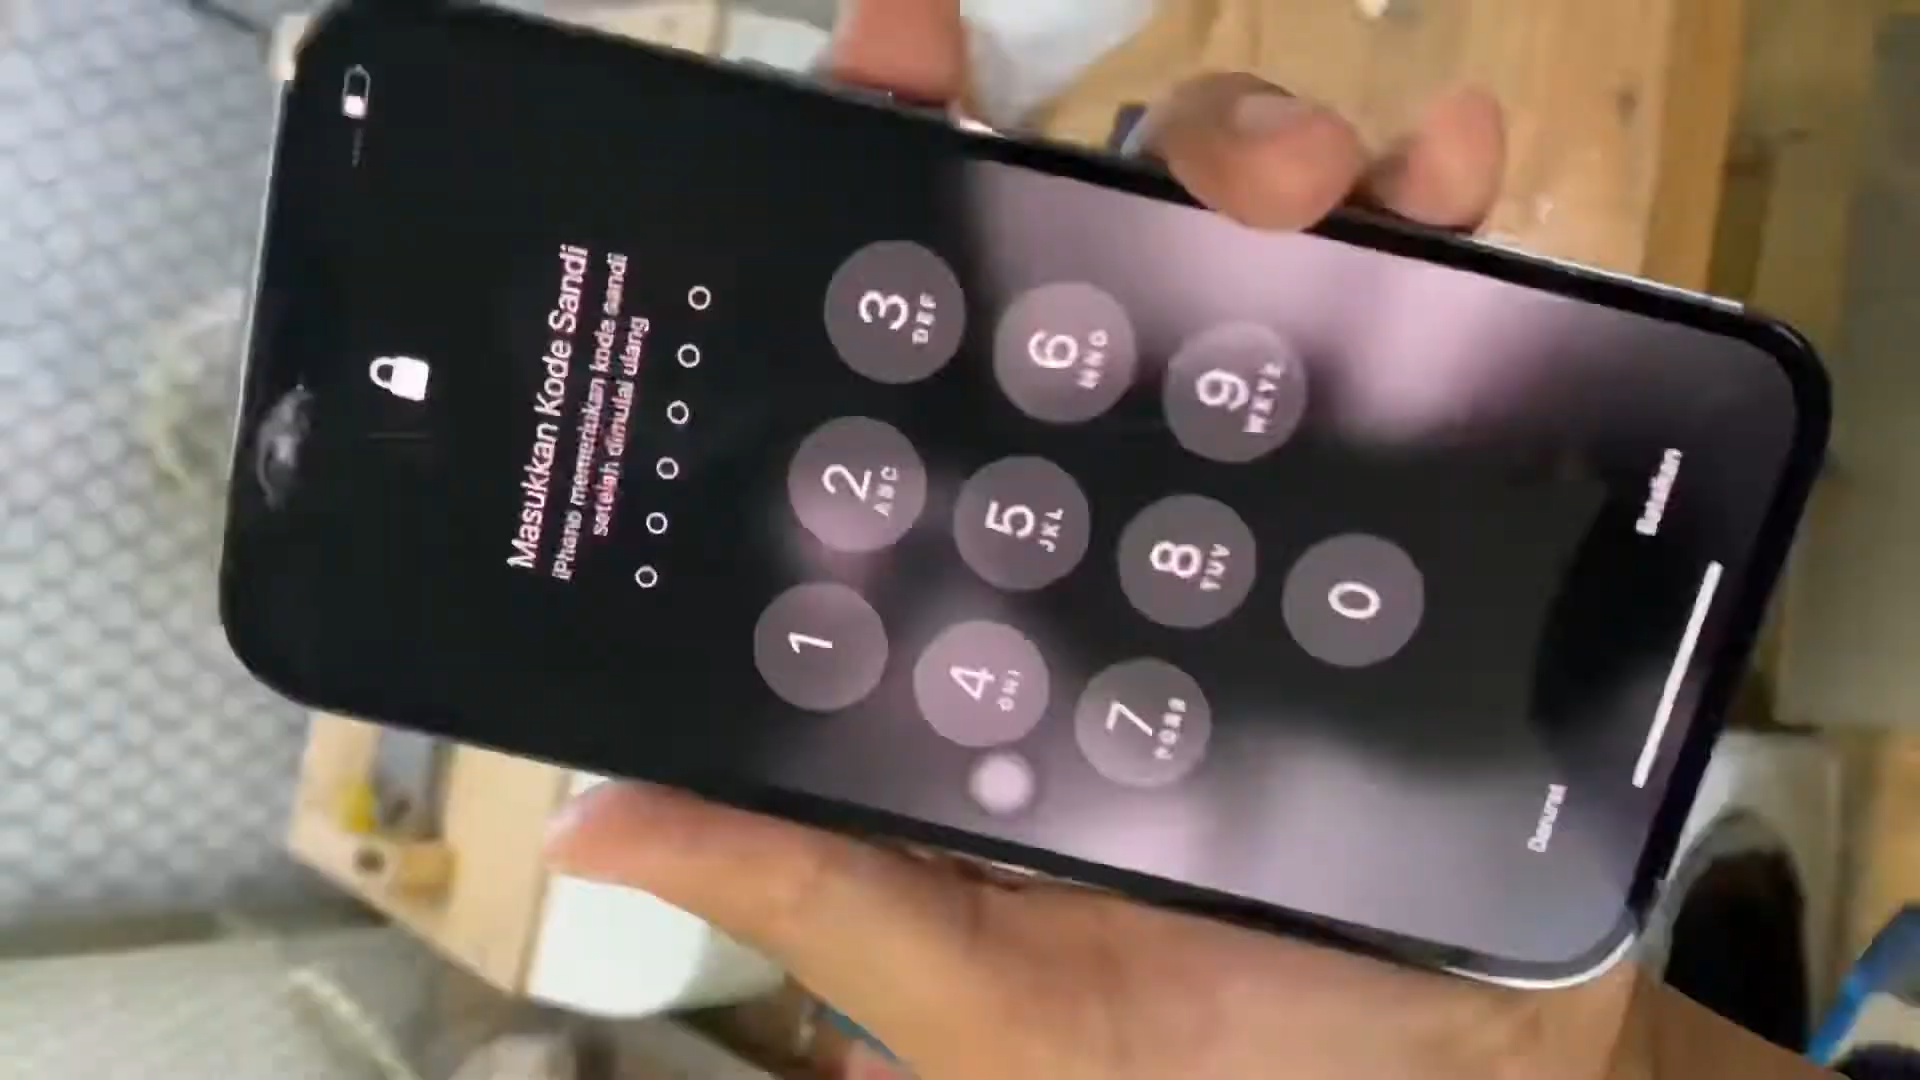 Masukkan Kode Sandi
iPhone memerlukan kode sandi
setelah dimulai ulang
1
2
ABC
3
DEF
4
GHI
5
JKL
6
MNO
7
PQRS
8
TUV
9
WXYZ
0
Darurat
Batalkan